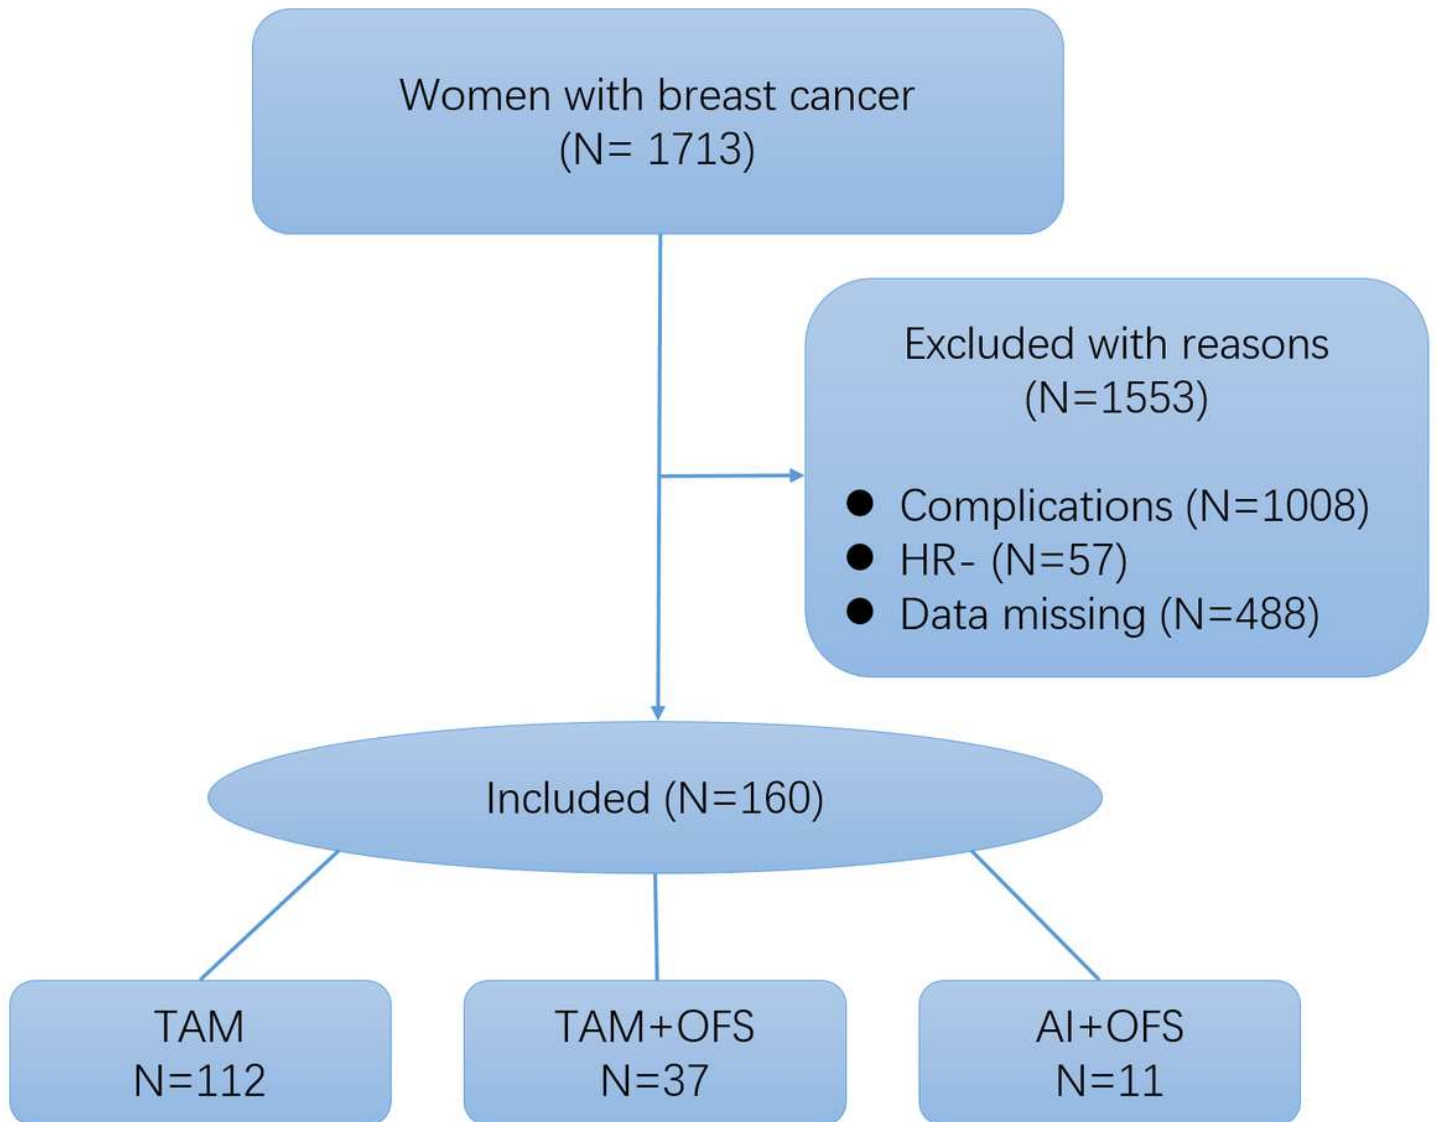 Women with breast cancer
(N= 1713)
Excluded with reasons
(N=1553)
● Complications (N=1008)
● HR- (N=57)
● Data missing (N=488)
Included (N=160)
TAM
N=112
TAM+OFS
N=37
AI+OFS
N=11